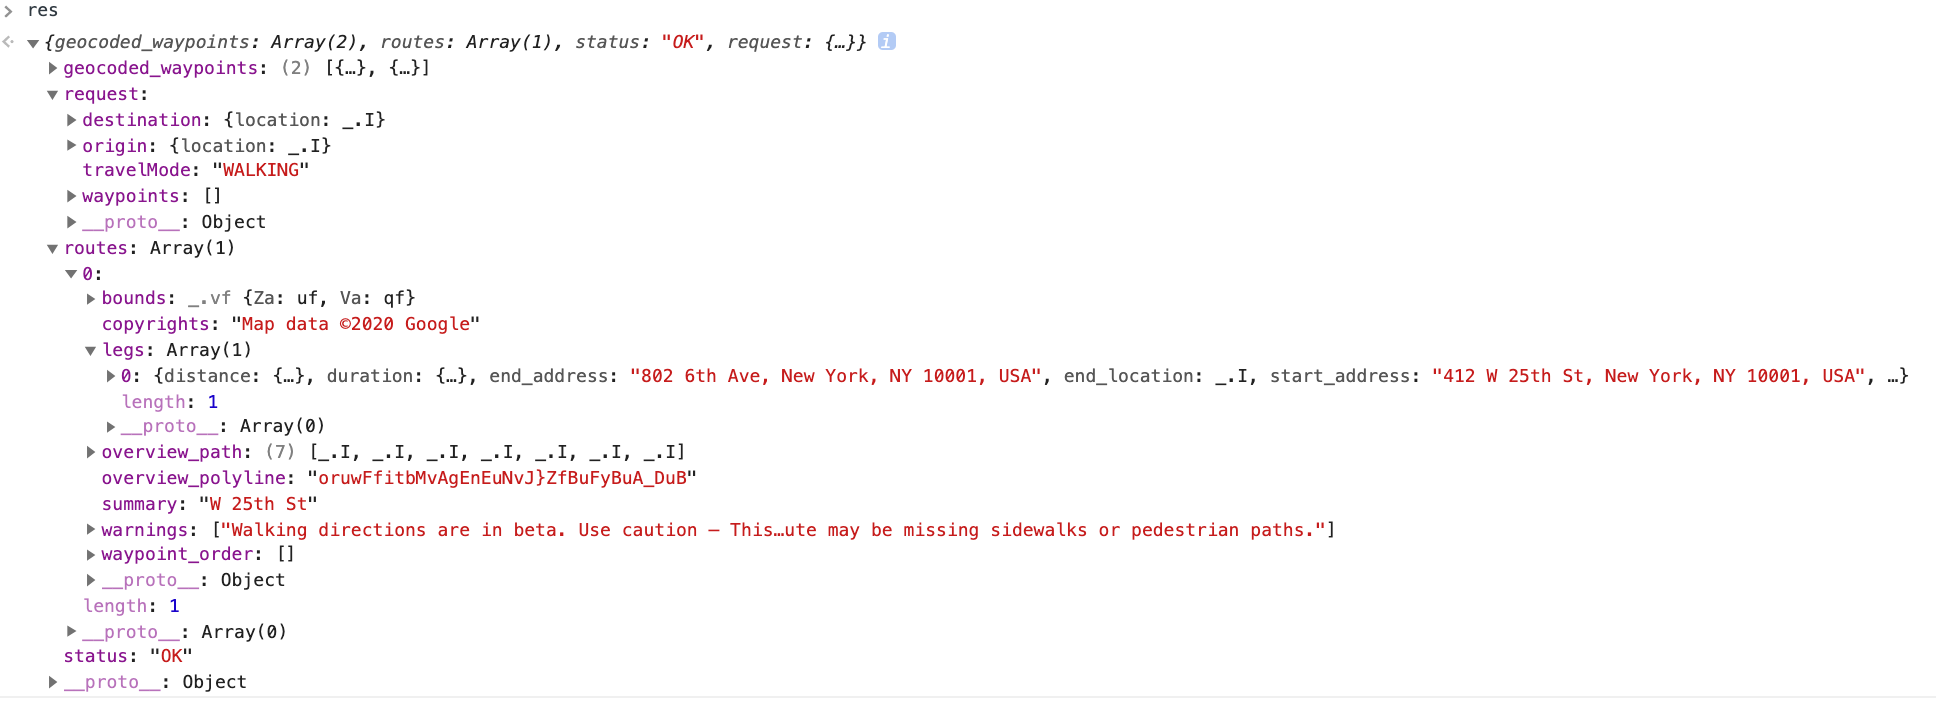 res
{geocoded_waypoints: Array(2), routes: Array(1), status: "OK", request: {…}} i
geocoded_waypoints: (2) [{…}, {…}]
request:
destination: {location: _.I}
origin: {location: _.I}
travelMode: "WALKING"
waypoints: []
__proto__: Object
routes: Array(1)
0:
bounds: _.vf {Za: uf, Va: qf}
copyrights: "Map data ©2020 Google"
legs: Array(1)
0: {distance: {…}, duration: {…}, end_address: "802 6th Ave, New York, NY 10001, USA", end_location: _.I, start_address: "412 W 25th St, New York, NY 10001, USA", …}
length: 1
__proto__: Array(0)
overview_path: (7) [_.I, _.I, _.I, _.I, _.I, _.I, _.I]
overview_polyline: "oruwFfitbMvAgEnEuNvJ}ZfBuFyBuA_DuB"
summary: "W 25th St"
warnings: ["Walking directions are in beta. Use caution – This…ute may be missing sidewalks or pedestrian paths."]
waypoint_order: []
__proto__: Object
length: 1
__proto__: Array(0)
status: "OK"
__proto__: Object